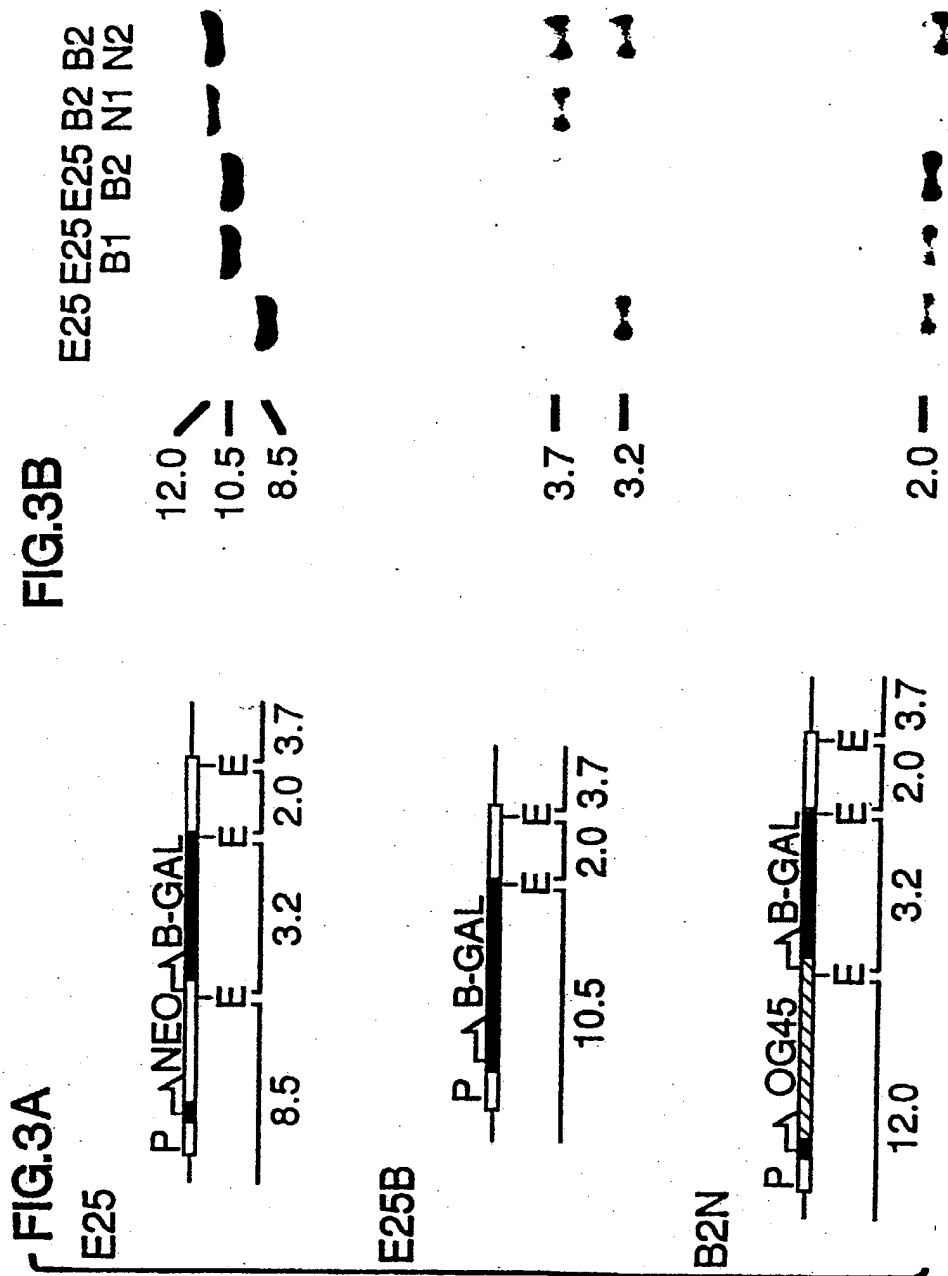 FIG.3A
E25
P NEO B-GAL
E E E
8.5 3.2 2.0 3.7
E25B
P B-GAL
E E
10.5 2.0 3.7
B2N
P OG45 B-GAL
E E E
12.0 3.2 2.0 3.7
FIG.3B
E25 E25 E25 B2 B2
B1 B2 N1 N2
12.0
10.5
8.5
3.7
3.2
2.0